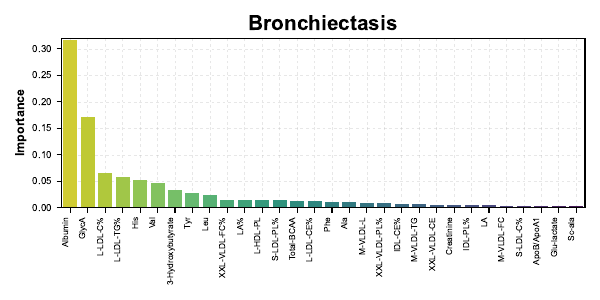 Bronchiectasis
Importance
0.30
0.25
0.20
0.15
0.10
0.05
0.00
Albumin
GlycA
L-LDL-C%
L-LDL-TG%
His
Val
3-Hydroxybutyrate
Tyr
Leu
XXL-VLDL-FC%
LA%
L-HDL-PL
S-LDL-PL%
Total-BCAA
L-LDL-CE%
Phe
Ala
M-VLDL-L
XXL-VLDL-PL%
IDL-CE%
M-VLDL-TG
XXL-VLDL-CE
Creatinine
IDL-PL%
LA
M-VLDL-FC
S-LDL-C%
ApoB/ApoA1
Glu-lactate
Sc-ala